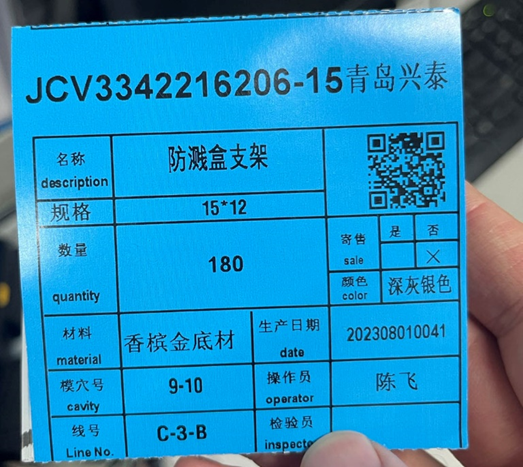 JCV3342216206-15青岛兴泰
名称
description
防溅盒支架
规格
15*12
数量
quantity
180
寄售
sale
是
否
×
颜色
color
深灰银色
材料
material
香槟金底材
生产日期
date
202308010041
模穴号
cavity
9-10
操作员
operator
陈飞
线号
Line No.
C-3-B
检验员
inspecto